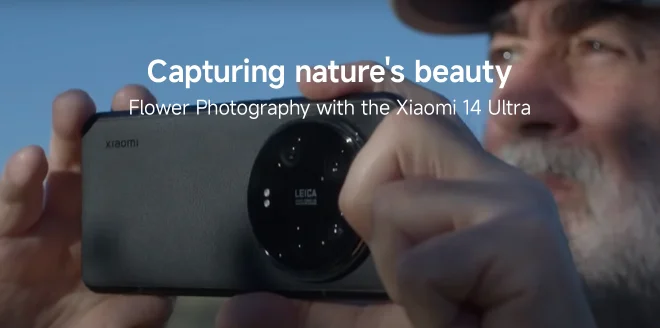 Capturing nature's beauty
Flower Photography with the Xiaomi 14 Ultra
xiaomi
LEICA